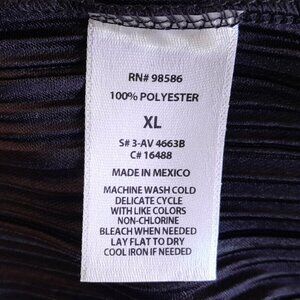 RN# 98586
100% POLYESTER
XL
S# 3-AV 4663B
C# 16488
MADE IN MEXICO
MACHINE WASH COLD
DELICATE CYCLE
WITH LIKE COLORS
NON-CHLORINE
BLEACH WHEN NEEDED
LAY FLAT TO DRY
COOL IRON IF NEEDED